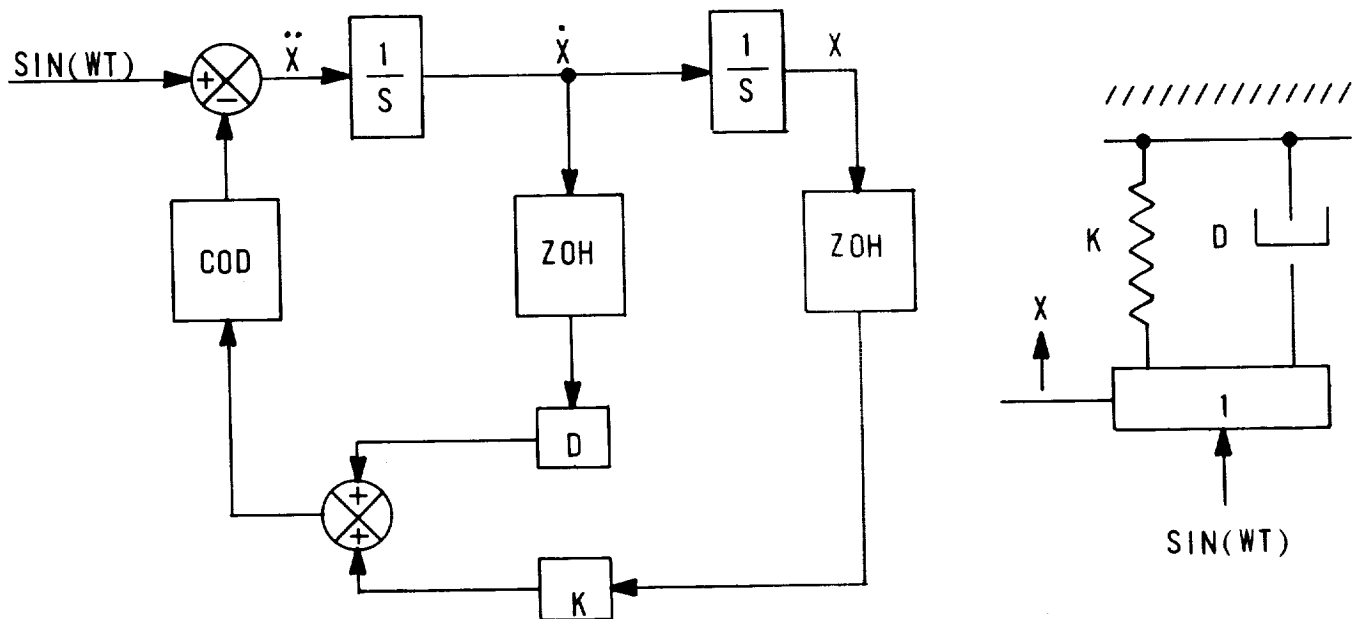 SIN(WT)
+
−
Ẍ
1
S
Ẋ
1
S
X
COD
ZOH
ZOH
D
+
+
K
K
D
X
1
SIN(WT)